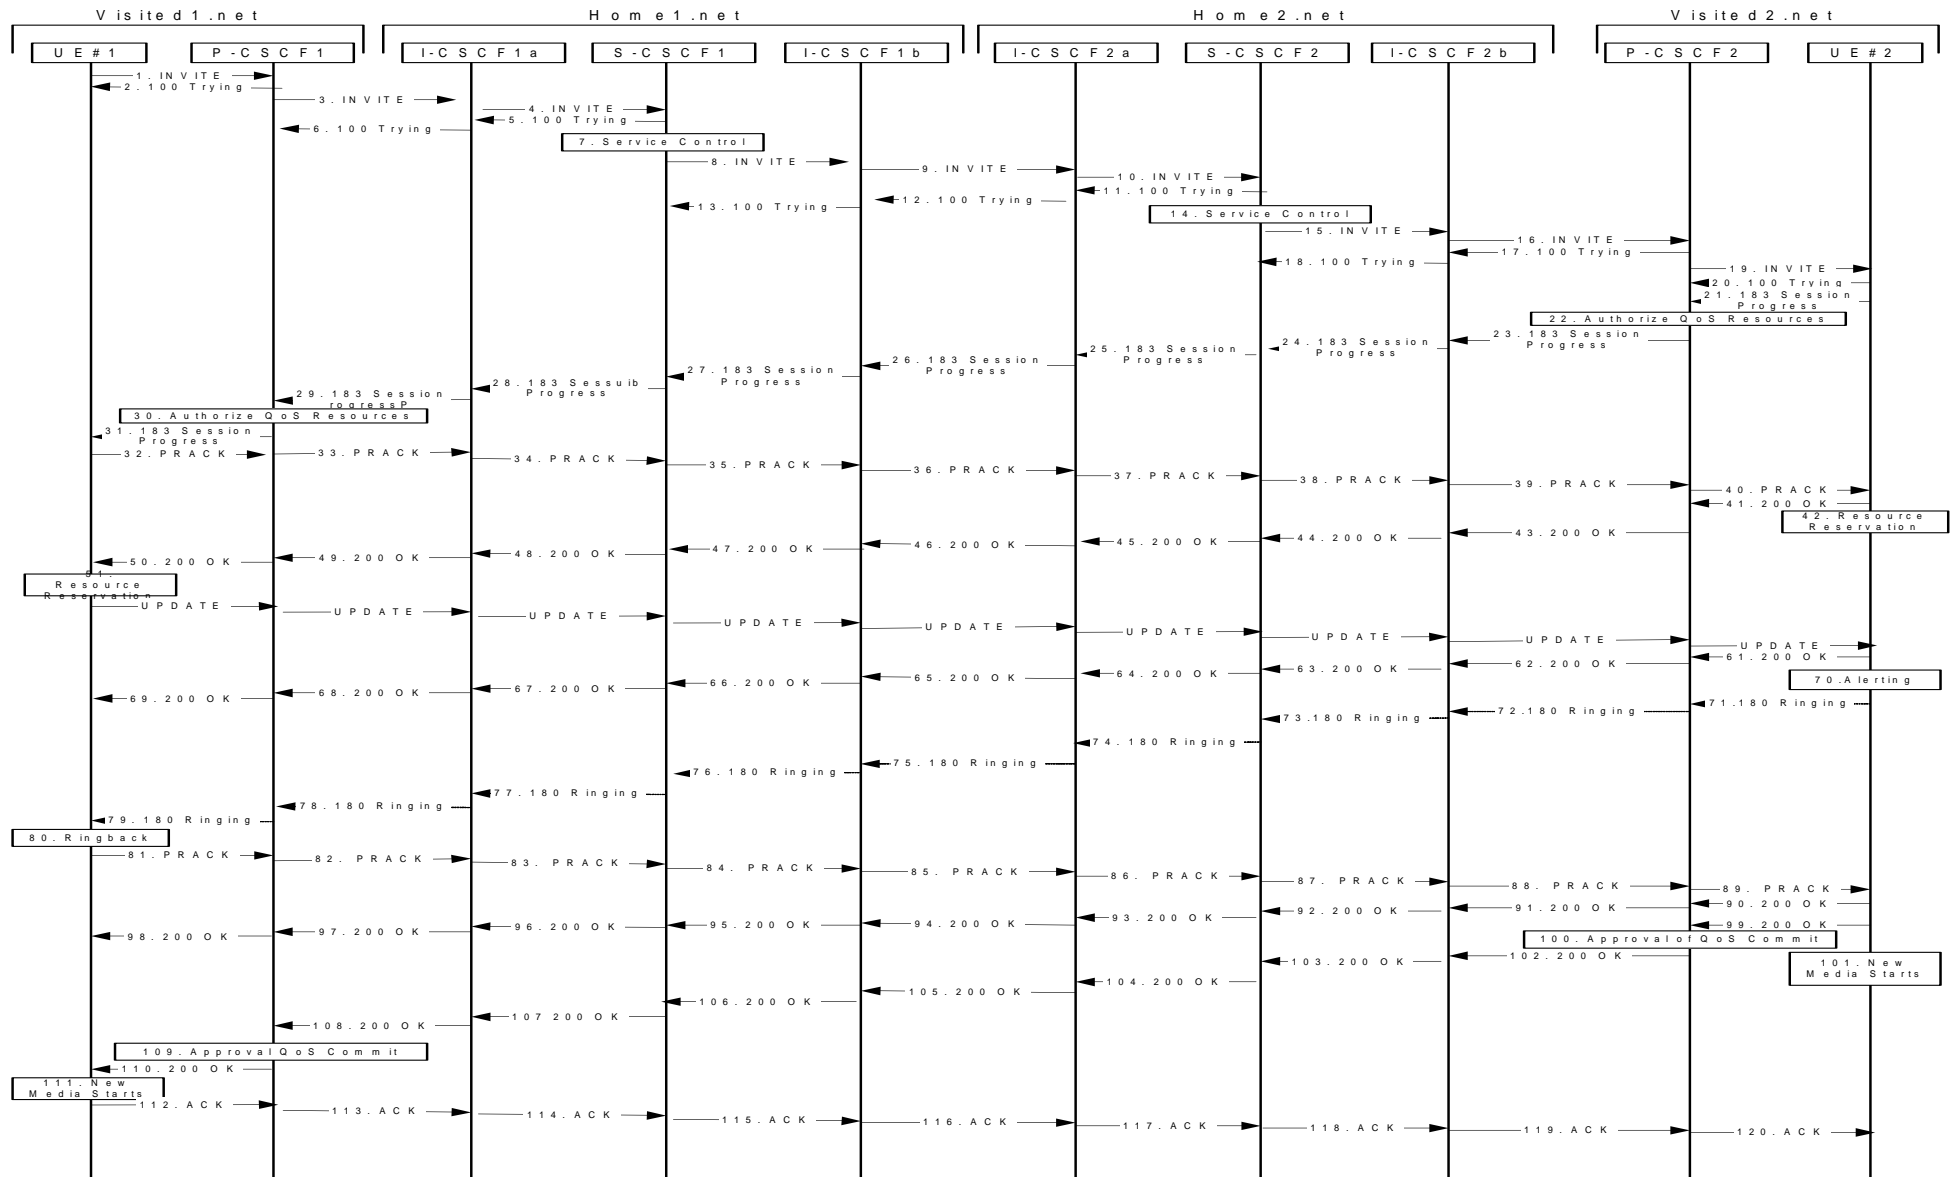 Visited1.net
Home1.net
Home2.net
Visited2.net
UE#1
P-CSCF1
I-CSCF1a
S-CSCF1
I-CSCF1b
I-CSCF2a
S-CSCF2
I-CSCF2b
P-CSCF2
UE#2
1. INVITE
2.100 Trying
3. INVITE
4. INVITE
5.100 Trying
6.100 Trying
7. Service Control
8. INVITE
9. INVITE
10. INVITE
11.100 Trying
12.100 Trying
13.100 Trying
14. Service Control
15. INVITE
16. INVITE
17.100 Trying
18.100 Trying
19. INVITE
20.100 Trying
21.183 Session
Progress
22. Authorize QoS Resources
23.183 Session
Progress
24.183 Session
Progress
25.183 Session
Progress
26.183 Session
Progress
27.183 Session
Progress
28.183 Sessuib
Progress
29.183 Session
rogressP
30. Authorize QoS Resources
31.183 Session
Progress
32. PRACK
33. PRACK
34. PRACK
35. PRACK
36. PRACK
37. PRACK
38. PRACK
39. PRACK
40. PRACK
41.200 OK
42. Resource
Reservation
43.200 OK
44.200 OK
45.200 OK
46.200 OK
47.200 OK
48.200 OK
49.200 OK
50.200 OK
51.
Resource
Reservation
UPDATE
UPDATE
UPDATE
UPDATE
UPDATE
UPDATE
UPDATE
UPDATE
UPDATE
61.200 OK
62.200 OK
63.200 OK
64.200 OK
65.200 OK
66.200 OK
67.200 OK
68.200 OK
69.200 OK
70.Alerting
71.180 Ringing
72.180 Ringing
73.180 Ringing
74.180 Ringing
75.180 Ringing
76.180 Ringing
77.180 Ringing
78.180 Ringing
79.180 Ringing
80. Ringback
81. PRACK
82. PRACK
83. PRACK
84. PRACK
85. PRACK
86. PRACK
87. PRACK
88. PRACK
89. PRACK
90.200 OK
91.200 OK
92.200 OK
93.200 OK
94.200 OK
95.200 OK
96.200 OK
97.200 OK
98.200 OK
99.200 OK
100. Approval of QoS Commit
101. New
Media Starts
102.200 OK
103.200 OK
104.200 OK
105.200 OK
106.200 OK
107 200 OK
108.200 OK
109. Approval QoS Commit
110.200 OK
111. New
Media Starts
112. ACK
113. ACK
114. ACK
115. ACK
116. ACK
117. ACK
118. ACK
119. ACK
120. ACK